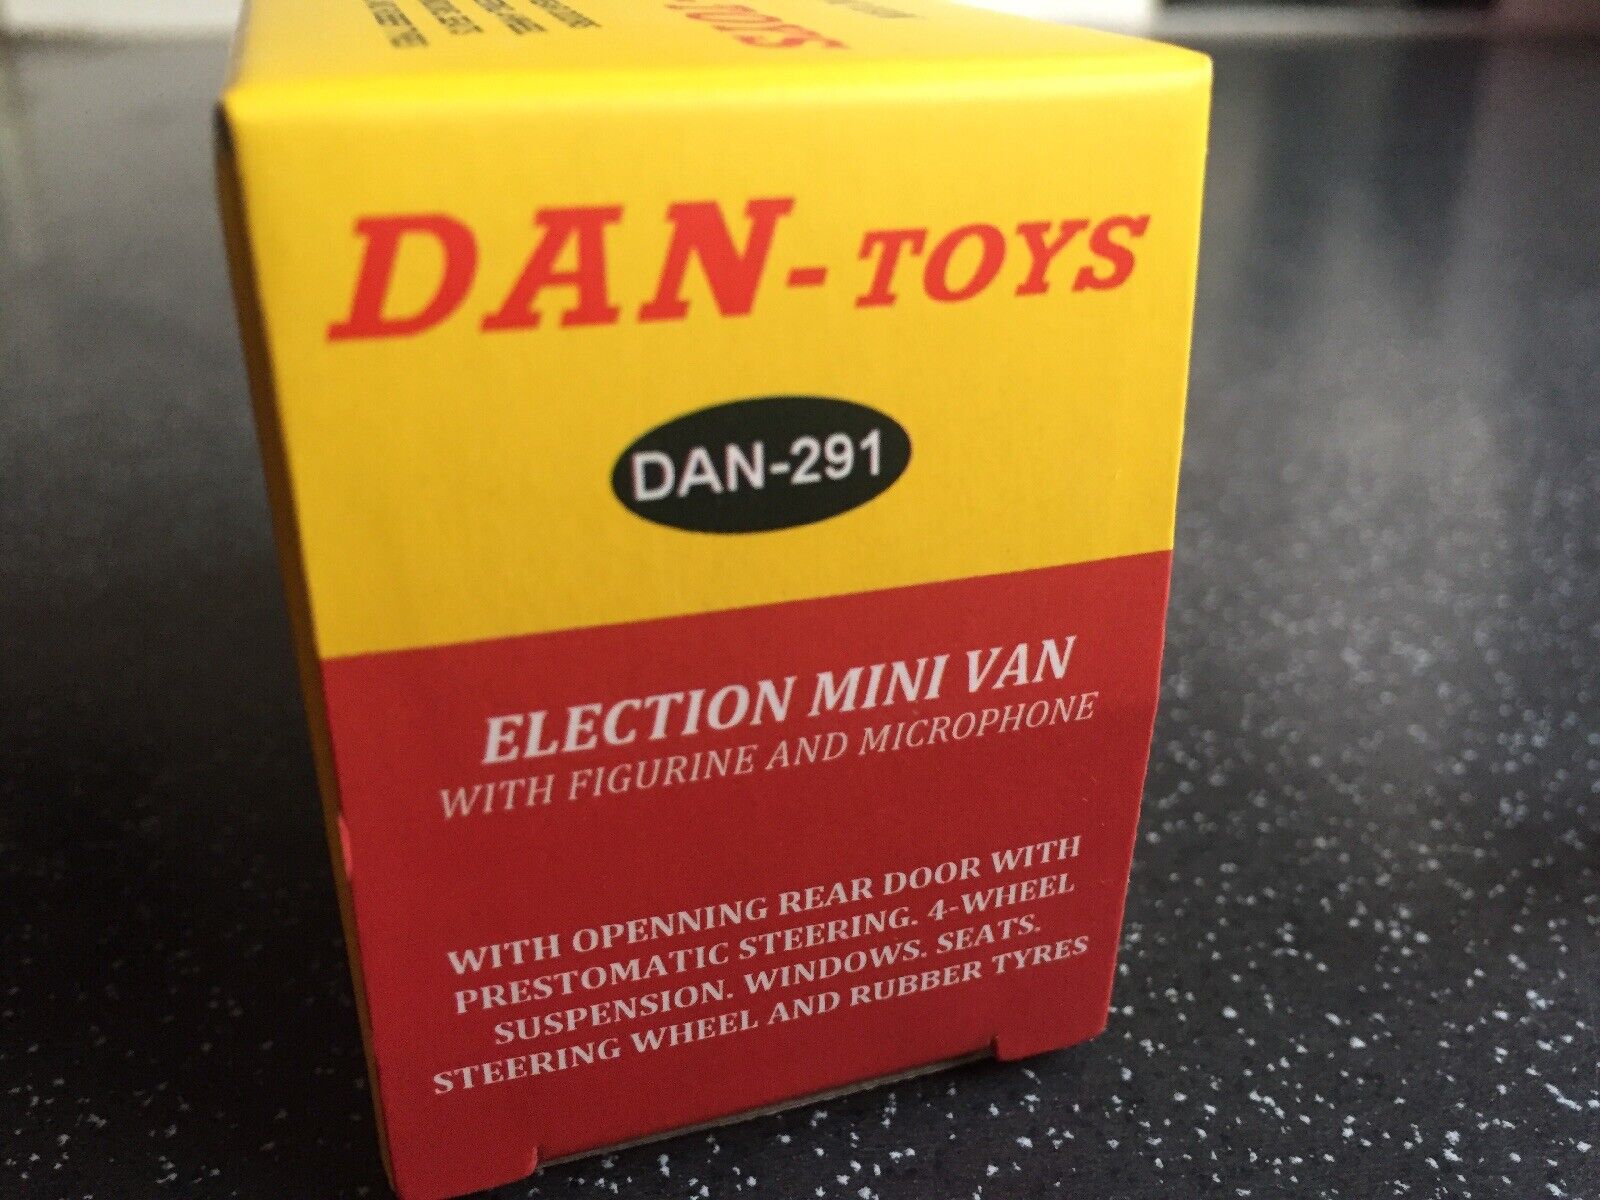 TOYS
DAN-TOYS
DAN-291
ELECTION MINI VAN
WITH FIGURINE AND MICROPHONE
WITH OPENNING REAR DOOR WITH
PRESTOMATIC STEERING. 4-WHEEL
SUSPENSION. WINDOWS. SEATS.
STEERING WHEEL AND RUBBER TYRES